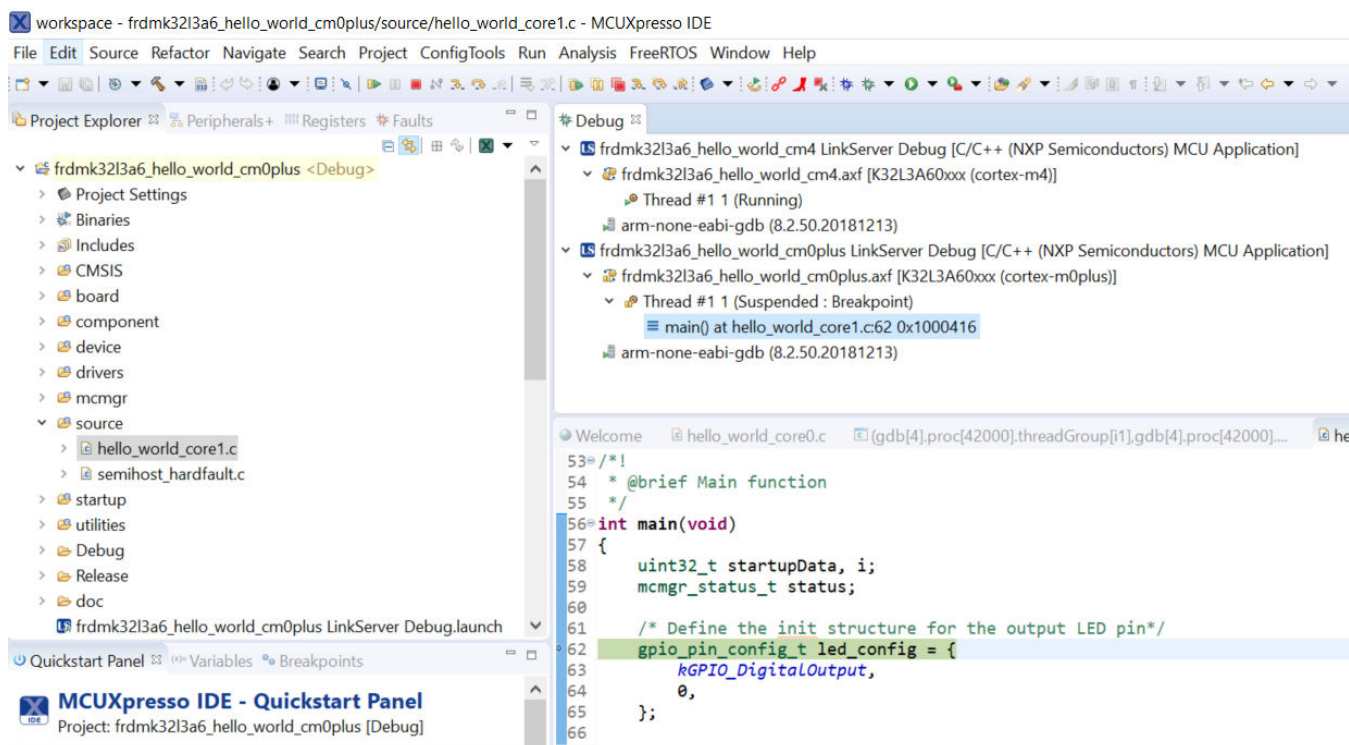 workspace - frdmk32l3a6_hello_world_cm0plus/source/hello_world_core1.c - MCUXpresso IDE
File Edit Source Refactor Navigate Search Project ConfigTools Run Analysis FreeRTOS Window Help
Project Explorer Peripherals+ Registers Faults
frdmk32l3a6_hello_world_cm0plus <Debug>
Project Settings
Binaries
Includes
CMSIS
board
component
device
drivers
mcmgr
source
hello_world_core1.c
semihost_hardfault.c
startup
utilities
Debug
Release
doc
frdmk32l3a6_hello_world_cm0plus LinkServer Debug.launch
Quickstart Panel (x)= Variables Breakpoints
IDE
MCUXpresso IDE - Quickstart Panel
Project: frdmk32l3a6_hello_world_cm0plus [Debug]
Debug
frdmk32l3a6_hello_world_cm4 LinkServer Debug [C/C++ (NXP Semiconductors) MCU Application]
frdmk32l3a6_hello_world_cm4.axf [K32L3A60xxx (cortex-m4)]
Thread #1 1 (Running)
arm-none-eabi-gdb (8.2.50.20181213)
frdmk32l3a6_hello_world_cm0plus LinkServer Debug [C/C++ (NXP Semiconductors) MCU Application]
frdmk32l3a6_hello_world_cm0plus.axf [K32L3A60xxx (cortex-m0plus)]
Thread #1 1 (Suspended : Breakpoint)
main() at hello_world_core1.c:62 0x1000416
arm-none-eabi-gdb (8.2.50.20181213)
Welcome hello_world_core0.c (gdb[4].proc[42000].threadGroup[i1],gdb[4].proc[42000].... he
53 /*!
54 * @brief Main function
55 */
56 int main(void)
57 {
58 uint32_t startupData, i;
59 mcmgr_status_t status;
60
61 /* Define the init structure for the output LED pin*/
62 gpio_pin_config_t led_config = {
63 kGPIO_DigitalOutput,
64 0,
65 };
66